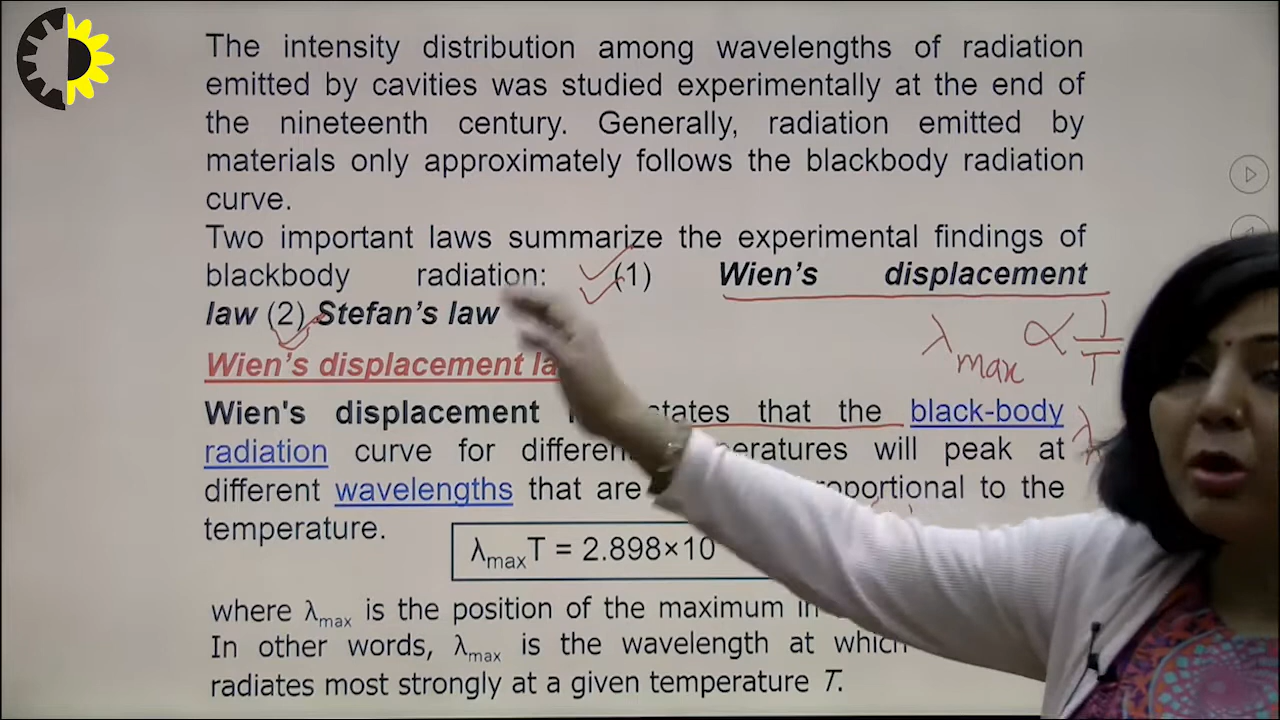 The intensity distribution among wavelengths of radiation
emitted by cavities was studied experimentally at the end of
the nineteenth century. Generally, radiation emitted by
materials only approximately follows the blackbody radiation
curve.
Two important laws summarize the experimental findings of
blackbody radiation: (1) Wien's displacement
law (2) Stefan's law
λmax ∝ 1/T
Wien's displacement
Wien's displacement states that the black-body
λ
radiation curve for different will peak at
different wavelengths that are to the
temperature.
λmaxT = 2.898×10
where λmax is the position of the maximum in
In other words, λmax is the wavelength at which
radiates most strongly at a given temperature T.